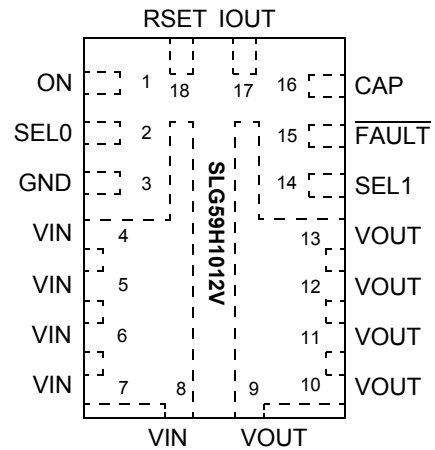 RSET IOUT
ON 1 18 17 16 CAP
SEL0 2 15 FAULT
GND 3 14 SEL1
SLG59H1012V
VIN 4 13 VOUT
VIN 5 12 VOUT
VIN 6 11 VOUT
VIN 7 8 9 10 VOUT
VIN VOUT